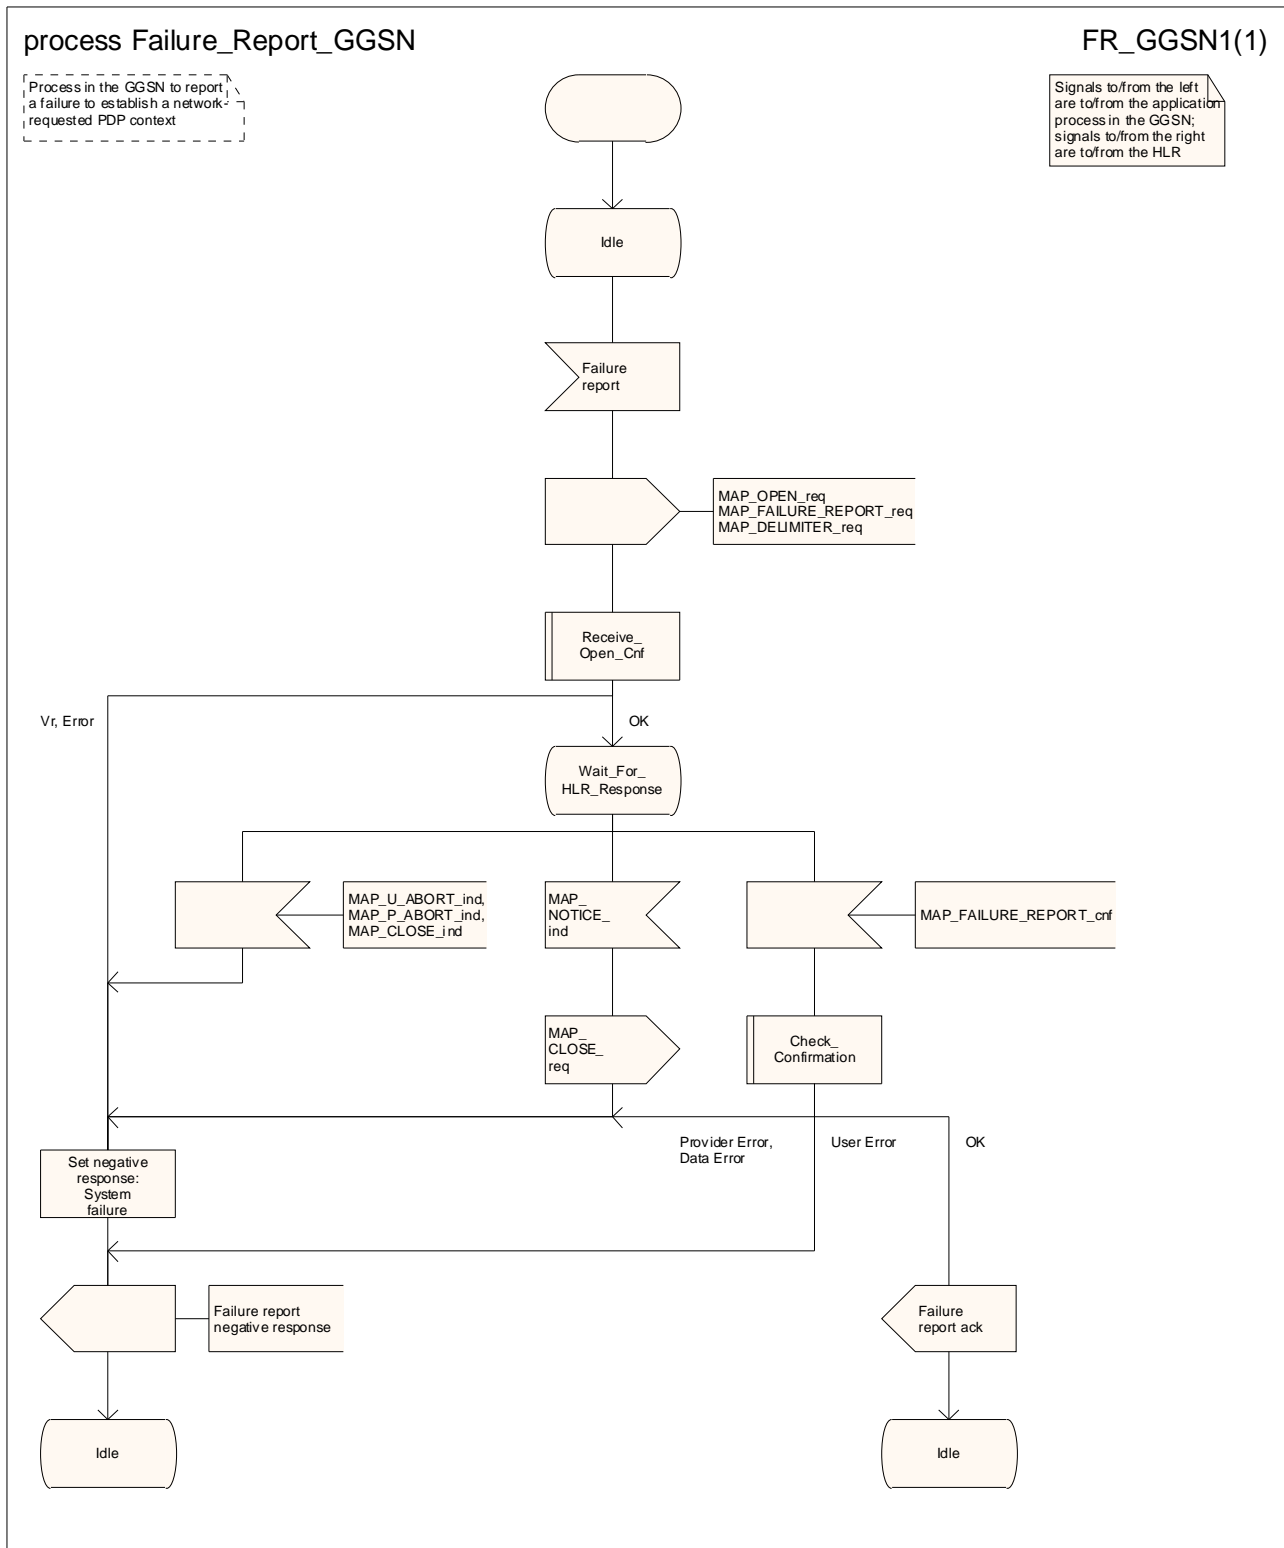 process Failure_Report_GGSN
FR_GGSN1(1)
Process in the GGSN to report
a failure to establish a network-
requested PDP context
Signals to/from the left
are to/from the application
process in the GGSN;
signals to/from the right
are to/from the HLR
Idle
Failure
report
MAP_OPEN_req
MAP_FAILURE_REPORT_req
MAP_DELIMITER_req
Receive_
Open_Cnf
Vr, Error
OK
Wait_For_
HLR_Response
MAP_U_ABORT_ind,
MAP_P_ABORT_ind,
MAP_CLOSE_ind
MAP_
NOTICE_
ind
MAP_FAILURE_REPORT_cnf
MAP_
CLOSE_
req
Check_
Confirmation
Provider Error,
Data Error
User Error
OK
Set negative
response:
System
failure
Failure report
negative response
Failure
report ack
Idle
Idle